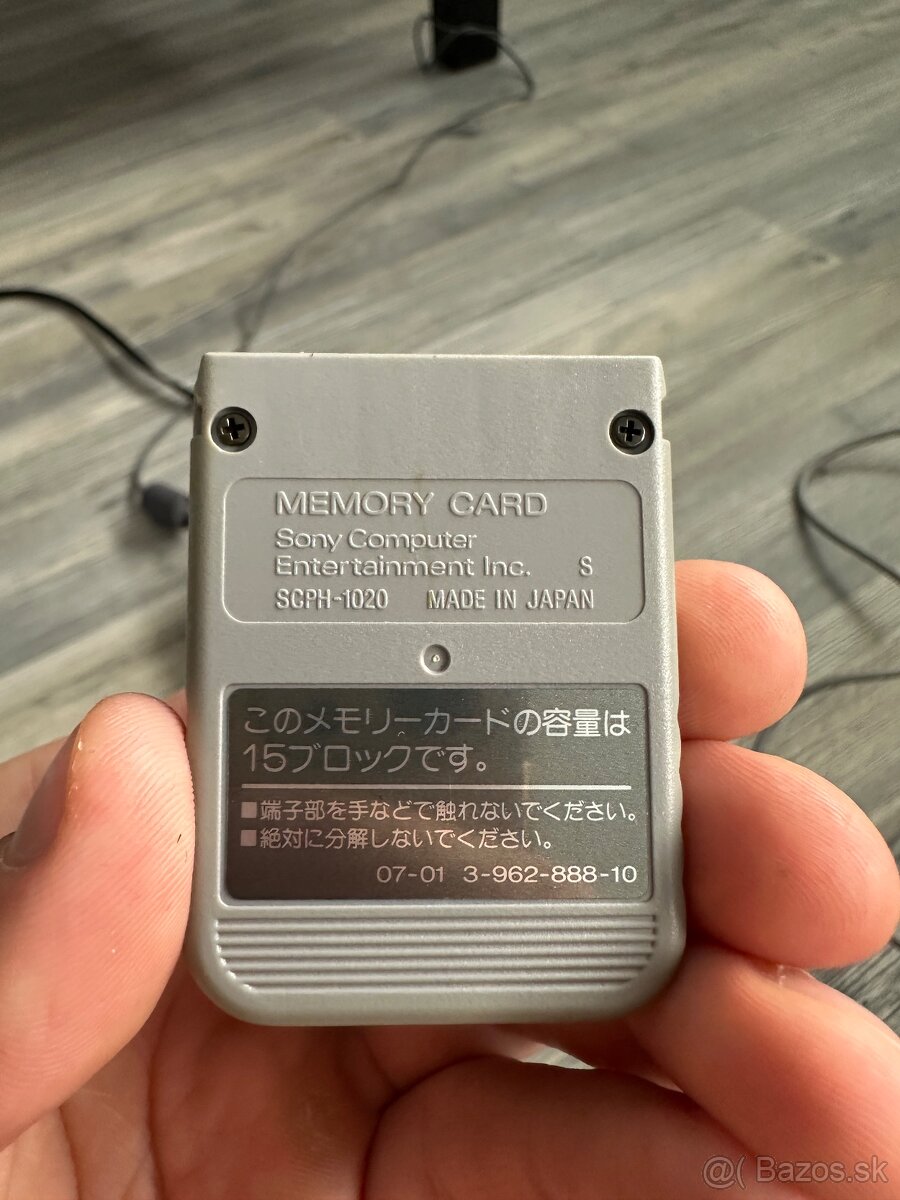 MEMORY CARD
Sony Computer
Entertainment Inc. S
SCPH-1020 MADE IN JAPAN
このメモリーカードの容量は
15ブロックです。
■端子部を手などで触れないでください。
■絶対に分解しないでください。
07-01 3-962-888-10
@( Bazos.sk